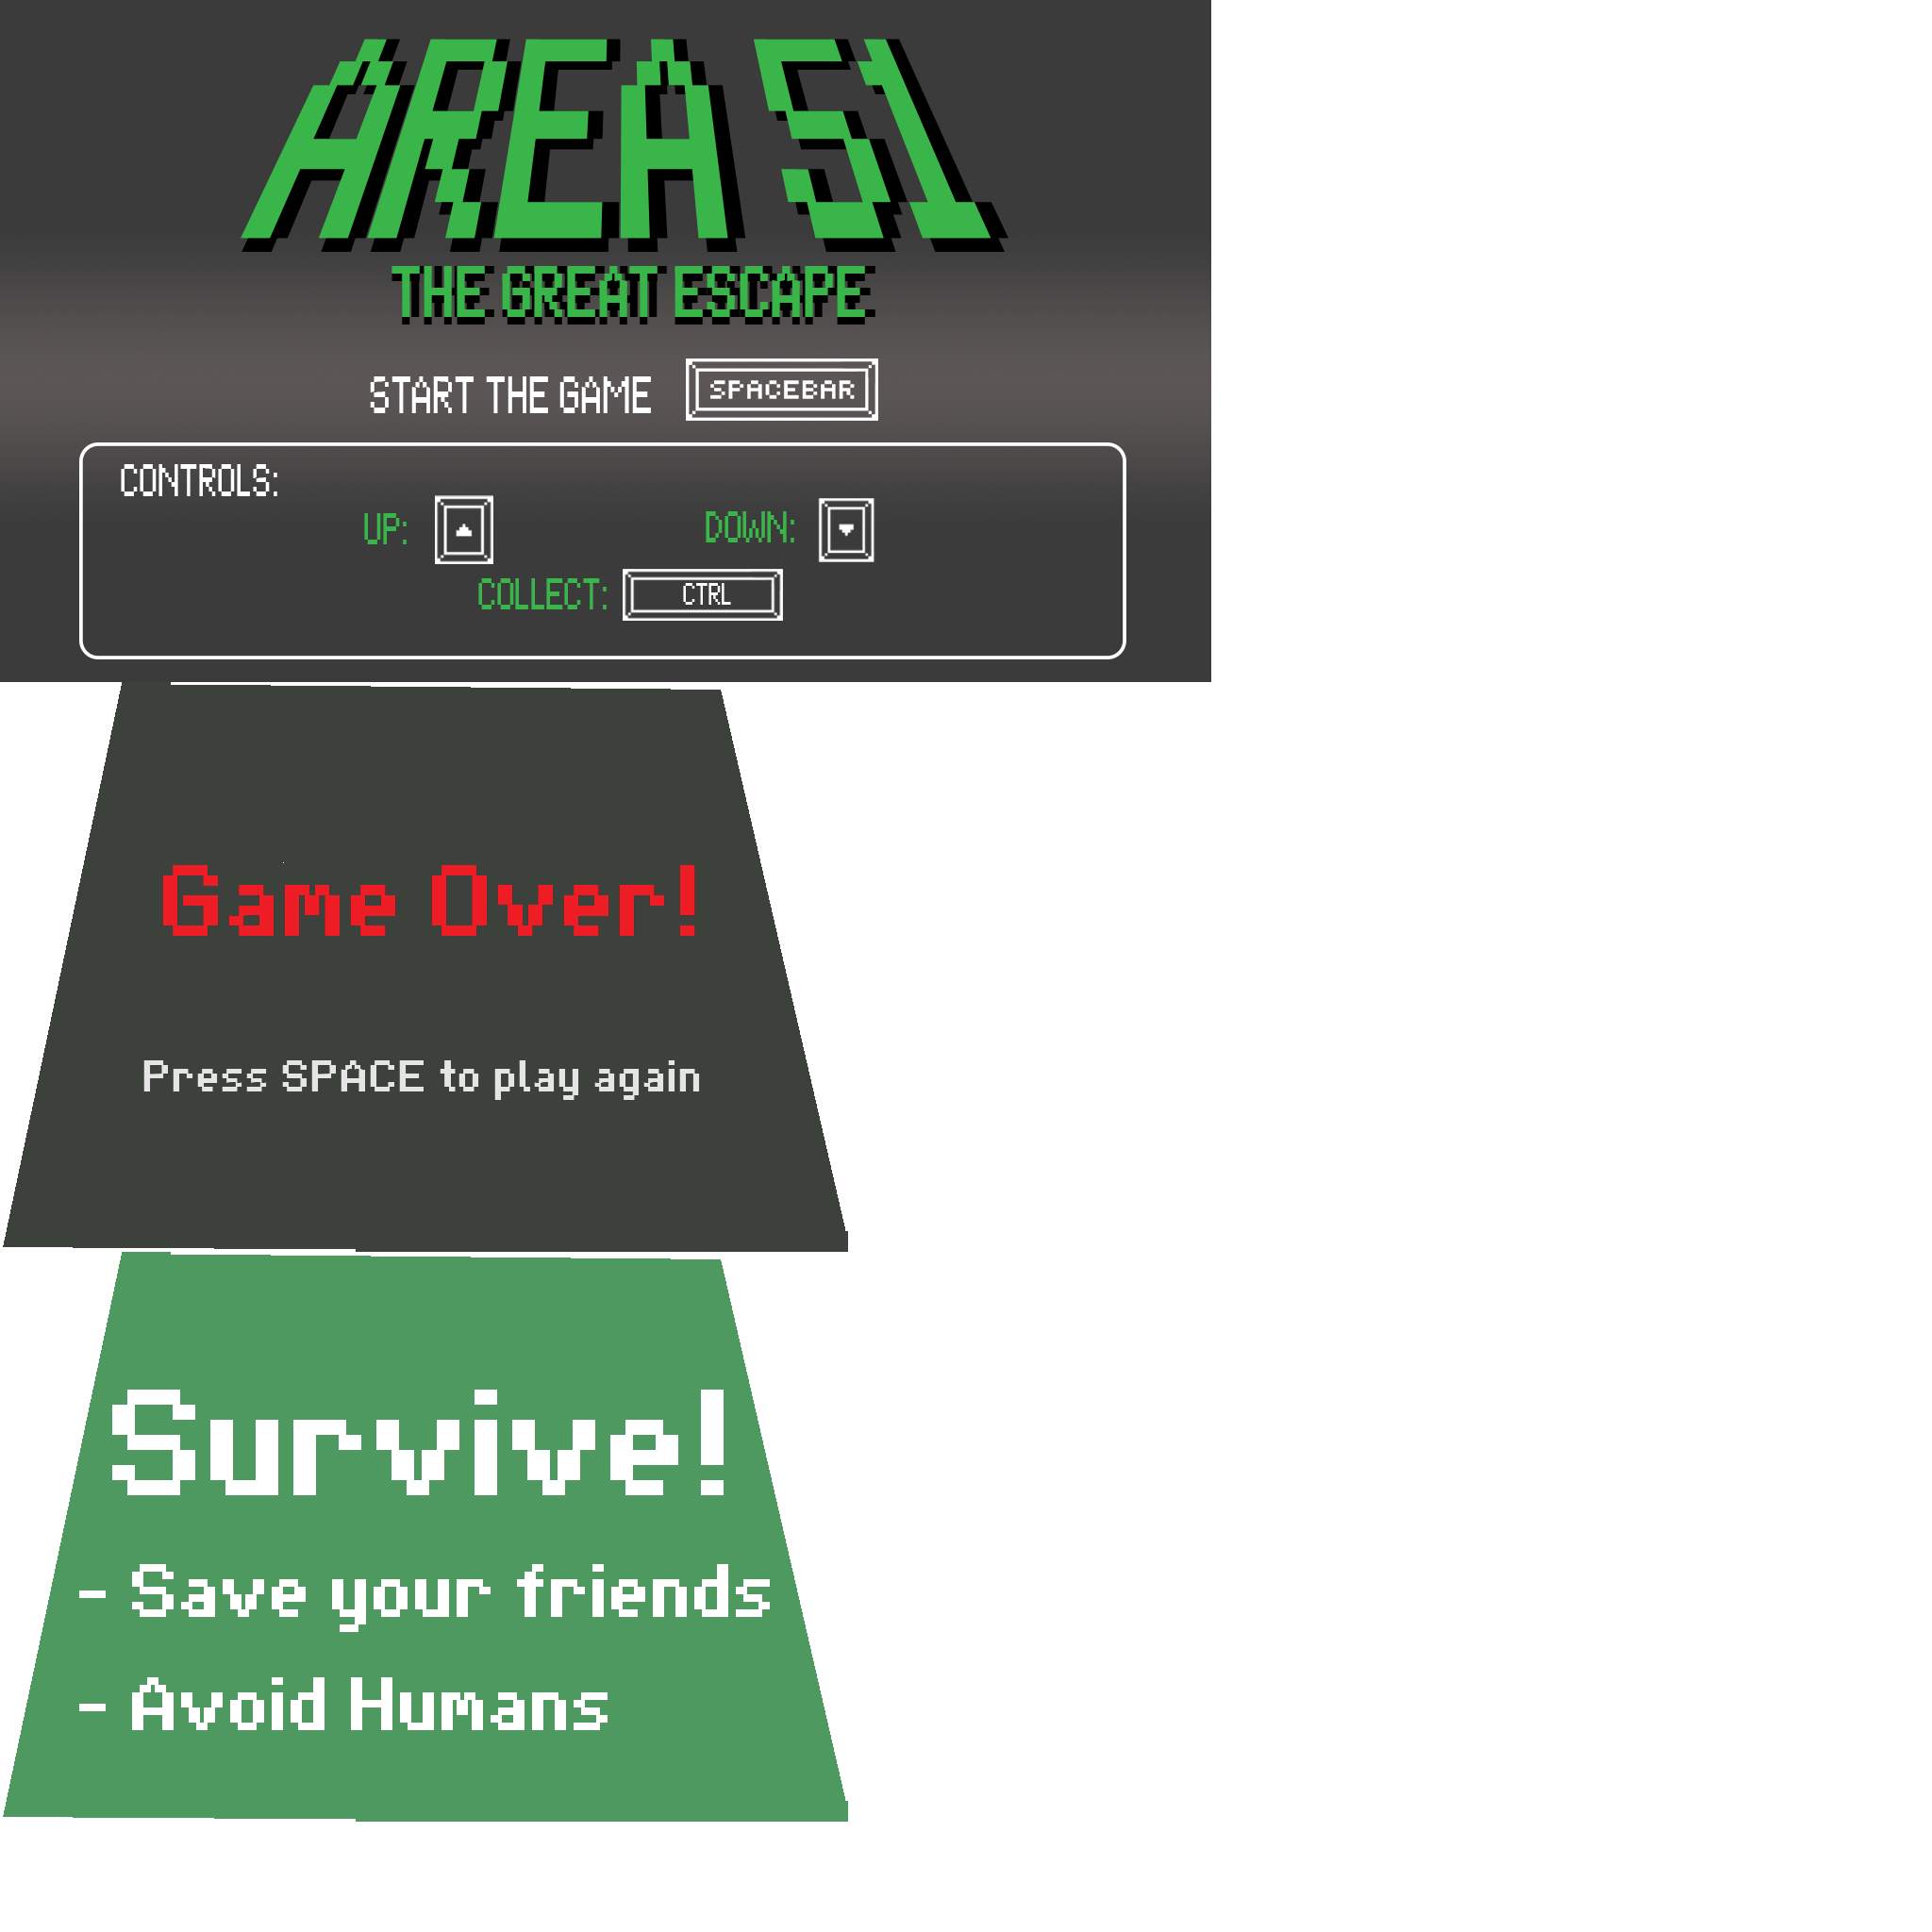 AREA 51
THE GREAT ESCAPE
START THE GAME SPACEBAR
CONTROLS:
UP: DOWN:
COLLECT: CTRL
Game Over!
Press SPACE to play again
Survive!
- Save your friends
- Avoid Humans